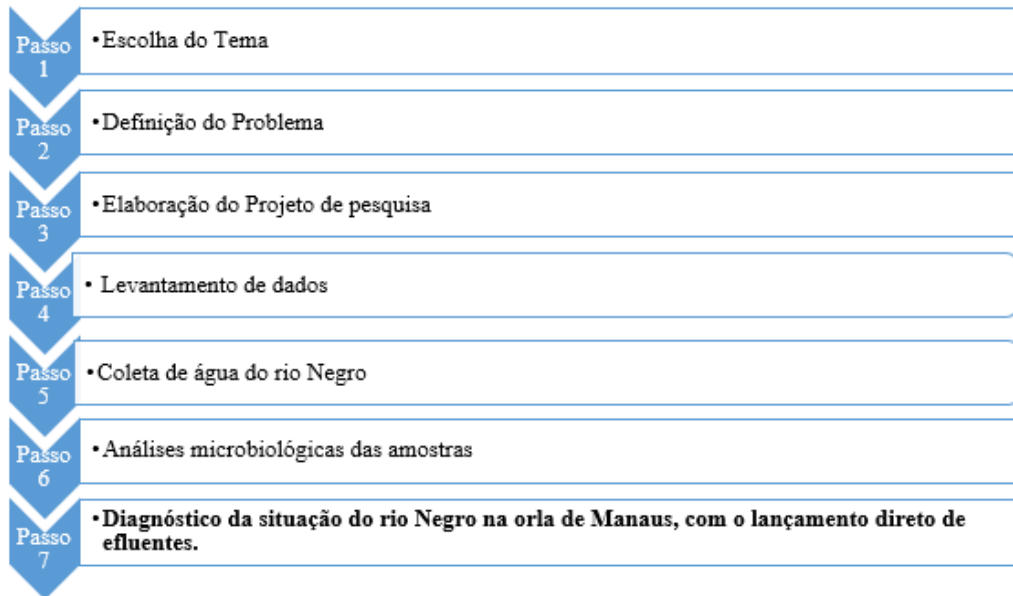 Passo
1
•Escolha do Tema
Passo
2
•Definição do Problema
Passo
3
•Elaboração do Projeto de pesquisa
Passo
4
• Levantamento de dados
Passo
5
•Coleta de água do rio Negro
Passo
6
•Análises microbiológicas das amostras
Passo
7
•Diagnóstico da situação do rio Negro na orla de Manaus, com o lançamento direto de
efluentes.